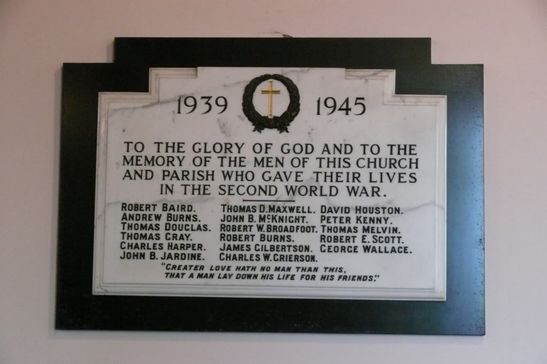 1939 1945
TO THE GLORY OF GOD AND TO THE
MEMORY OF THE MEN OF THIS CHURCH
AND PARISH WHO GAVE THEIR LIVES
IN THE SECOND WORLD WAR.
ROBERT BAIRD. THOMAS D. MAXWELL. DAVID HOUSTON.
ANDREW BURNS. JOHN B. McKNIGHT. PETER KENNY.
THOMAS DOUGLAS. ROBERT W. BROADFOOT. THOMAS MELVIN.
THOMAS GRAY. ROBERT BURNS. ROBERT E. SCOTT.
CHARLES HARPER. JAMES GILBERTSON. GEORGE WALLACE.
JOHN B. JARDINE. CHARLES W. GRIERSON.
"GREATER LOVE HATH NO MAN THAN THIS,
THAT A MAN LAY DOWN HIS LIFE FOR HIS FRIENDS."